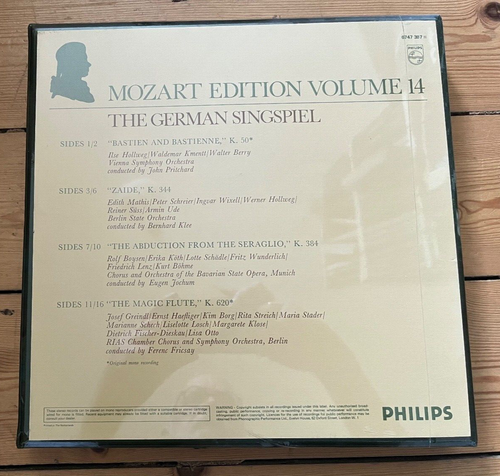 6747 387
PHILIPS
MOZART EDITION VOLUME 14
THE GERMAN SINGSPIEL
SIDES 1/2 "BASTIEN AND BASTIENNE," K. 50*
Ilse Hollweg/Waldemar Kmentt/Walter Berry
Vienna Symphony Orchestra
conducted by John Pritchard
SIDES 3/6 "ZAIDE," K. 344
Edith Mathis/Peter Schreier/Ingvar Wixell/Werner Hollweg/
Reiner Süss/Armin Ude
Berlin State Orchestra
conducted by Bernhard Klee
SIDES 7/10 "THE ABDUCTION FROM THE SERAGLIO," K. 384
Rolf Boysen/Erika Köth/Lotte Schädle/Fritz Wunderlich/
Friedrich Lenz/Kurt Böhme
Chorus and Orchestra of the Bavarian State Opera, Munich
conducted by Eugen Jochum
SIDES 11/16 "THE MAGIC FLUTE," K. 620*
Josef Greindl/Ernst Haefliger/Kim Borg/Rita Streich/Maria Stader/
Marianne Schech/Liselotte Losch/Margarete Klose/
Dietrich Fischer-Dieskau/Lisa Otto
RIAS Chamber Chorus and Symphony Orchestra, Berlin
conducted by Ferenc Fricsay
*Original mono recording
PHILIPS